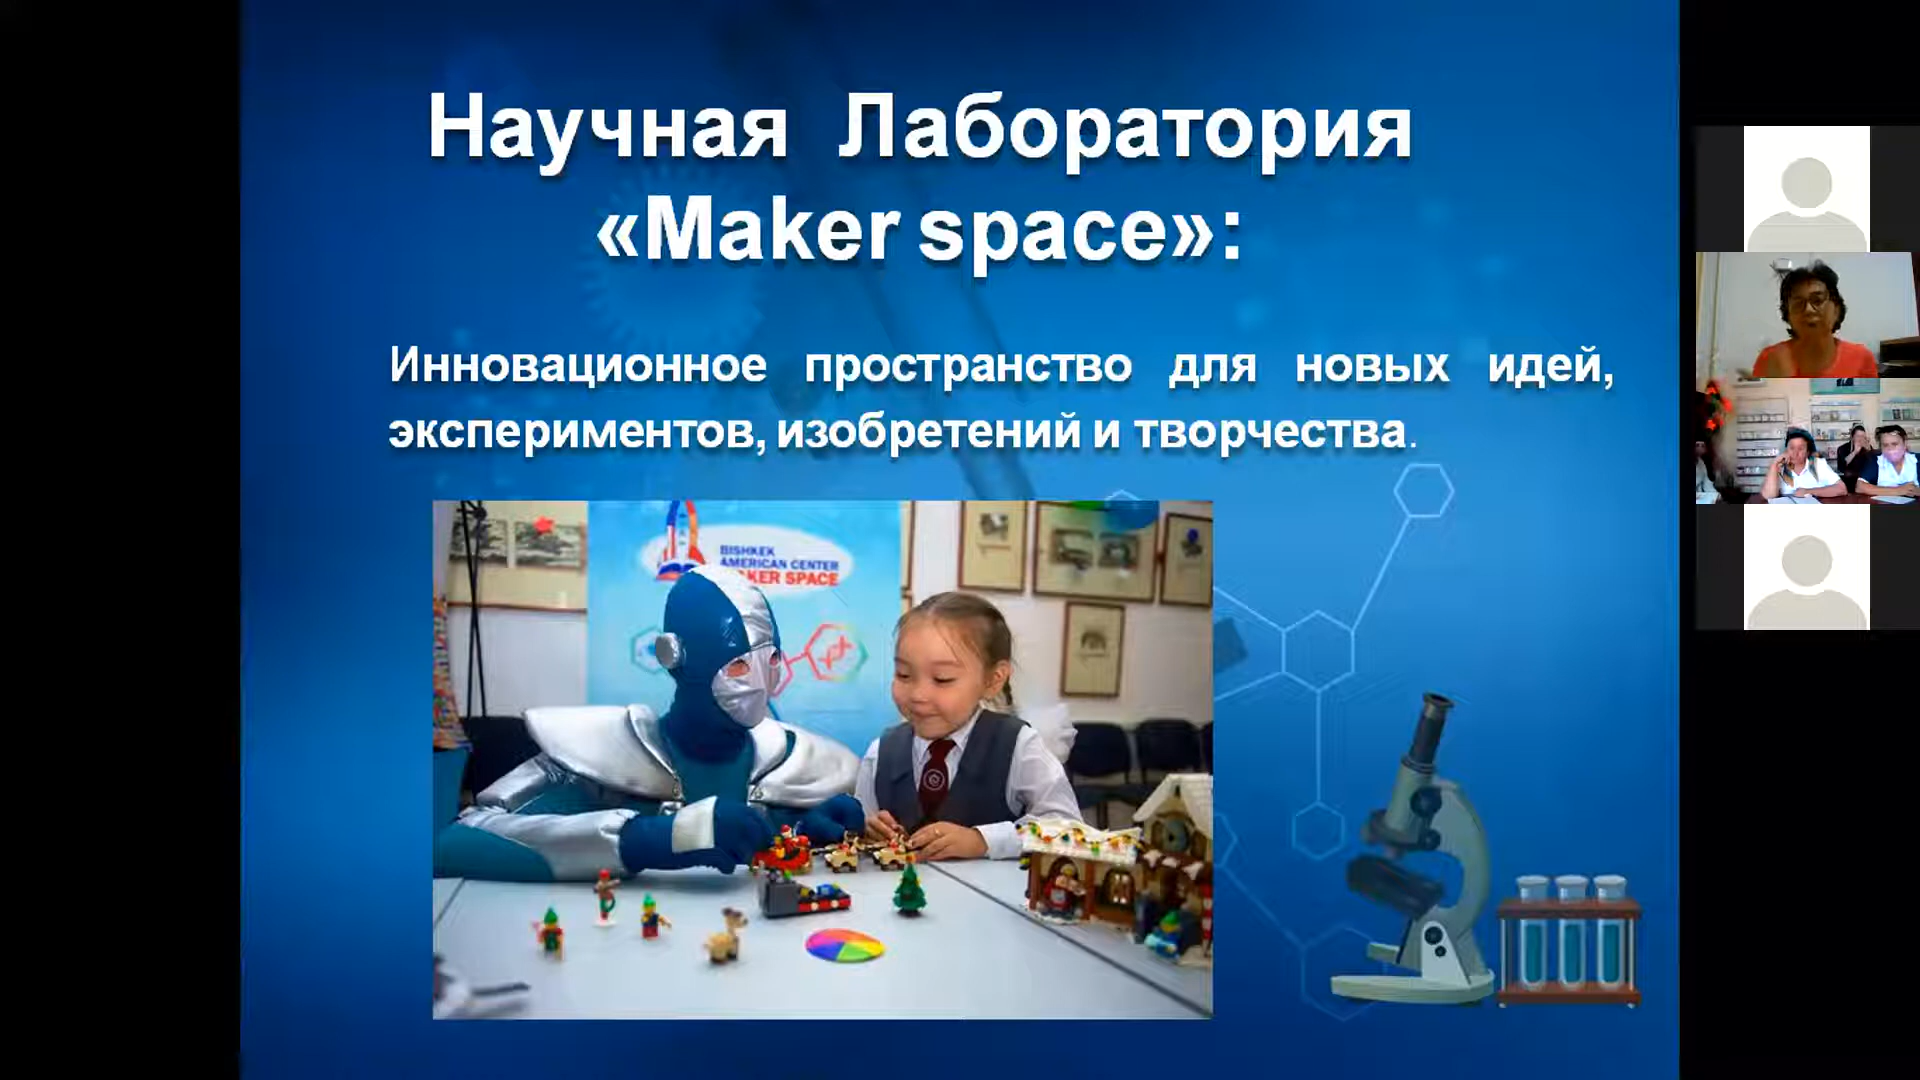 Научная Лаборатория
«Maker space»:
Инновационное пространство для новых идей,
экспериментов, изобретений и творчества.
BISHKEK
AMERICAN CENTER
KER SPACE